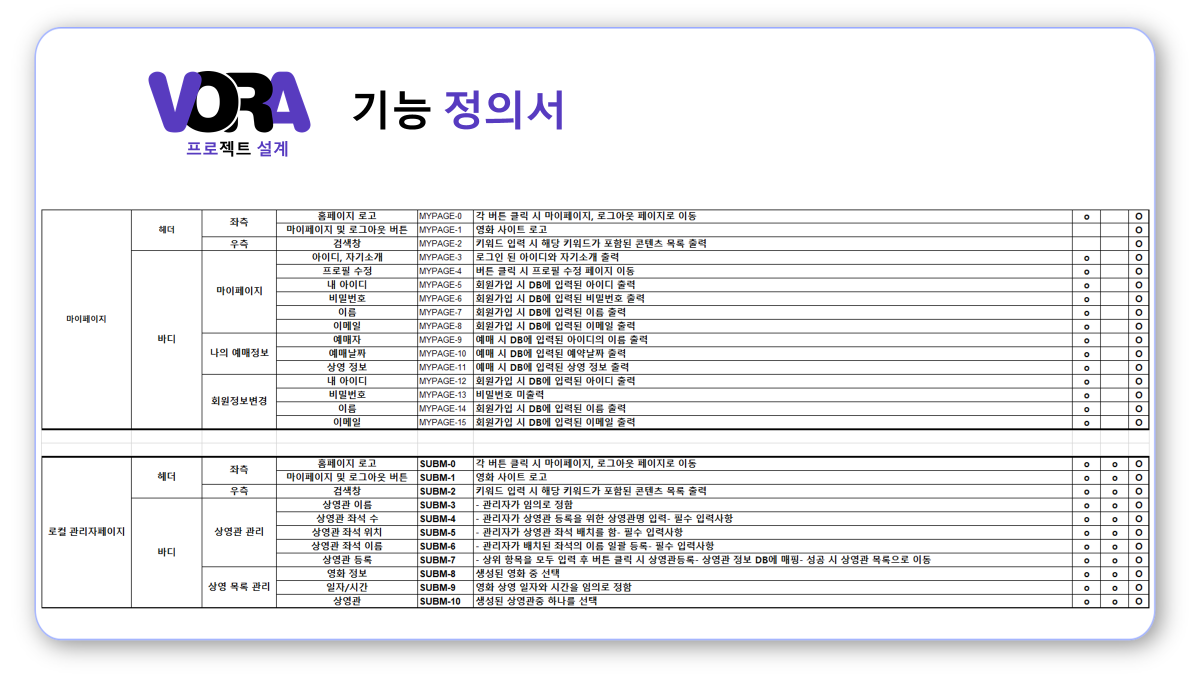 VORA
프로젝트 설계
기능 정의서
마이페이지 헤더 좌측 홈페이지 로고 MYPAGE-0 각 버튼 클릭 시 마이페이지, 로그아웃 페이지로 이동 o O
마이페이지 및 로그아웃 버튼 MYPAGE-1 영화 사이트 로고 O
우측 검색창 MYPAGE-2 키워드 입력 시 해당 키워드가 포함된 콘텐츠 목록 출력 O
바디 마이페이지 아이디, 자기소개 MYPAGE-3 로그인 된 아이디와 자기소개 출력 o O
프로필 수정 MYPAGE-4 버튼 클릭 시 프로필 수정 페이지 이동 o O
내 아이디 MYPAGE-5 회원가입 시 DB에 입력된 아이디 출력 o O
비밀번호 MYPAGE-6 회원가입 시 DB에 입력된 비밀번호 출력 o O
이름 MYPAGE-7 회원가입 시 DB에 입력된 이름 출력 o O
이메일 MYPAGE-8 회원가입 시 DB에 입력된 이메일 출력 o O
나의 예매정보 예매자 MYPAGE-9 예매 시 DB에 입력된 아이디의 이름 출력 o O
예매날짜 MYPAGE-10 예매 시 DB에 입력된 예약날짜 출력 o O
상영 정보 MYPAGE-11 예매 시 DB에 입력된 상영 정보 출력 o O
회원정보변경 내 아이디 MYPAGE-12 회원가입 시 DB에 입력된 아이디 출력 o O
비밀번호 MYPAGE-13 비밀번호 미출력 o O
이름 MYPAGE-14 회원가입 시 DB에 입력된 이름 출력 o O
이메일 MYPAGE-15 회원가입 시 DB에 입력된 이메일 출력 o O
로컬 관리자페이지 헤더 좌측 홈페이지 로고 SUBM-0 각 버튼 클릭 시 마이페이지, 로그아웃 페이지로 이동 o o O
마이페이지 및 로그아웃 버튼 SUBM-1 영화 사이트 로고 o o O
우측 검색창 SUBM-2 키워드 입력 시 해당 키워드가 포함된 콘텐츠 목록 출력 o o O
바디 상영관 관리 상영관 이름 SUBM-3 - 관리자가 임의로 정함 o o O
상영관 좌석 수 SUBM-4 - 관리자가 상영관 등록을 위한 상영관명 입력- 필수 입력사항 o o O
상영관 좌석 위치 SUBM-5 - 관리자가 상영관 좌석 배치를 함- 필수 입력사항 o o O
상영관 좌석 이름 SUBM-6 - 관리자가 배치된 좌석의 이름 일괄 등록- 필수 입력사항 o o O
상영관 등록 SUBM-7 - 상위 항목을 모두 입력 후 버튼 클릭 시 상영관등록- 상영관 정보 DB에 매핑- 성공 시 상영관 목록으로 이동 o o O
상영 목록 관리 영화 정보 SUBM-8 생성된 영화 중 선택 o o O
일자/시간 SUBM-9 영화 상영 일자와 시간을 임의로 정함 o o O
상영관 SUBM-10 생성된 상영관중 하나를 선택 o o O